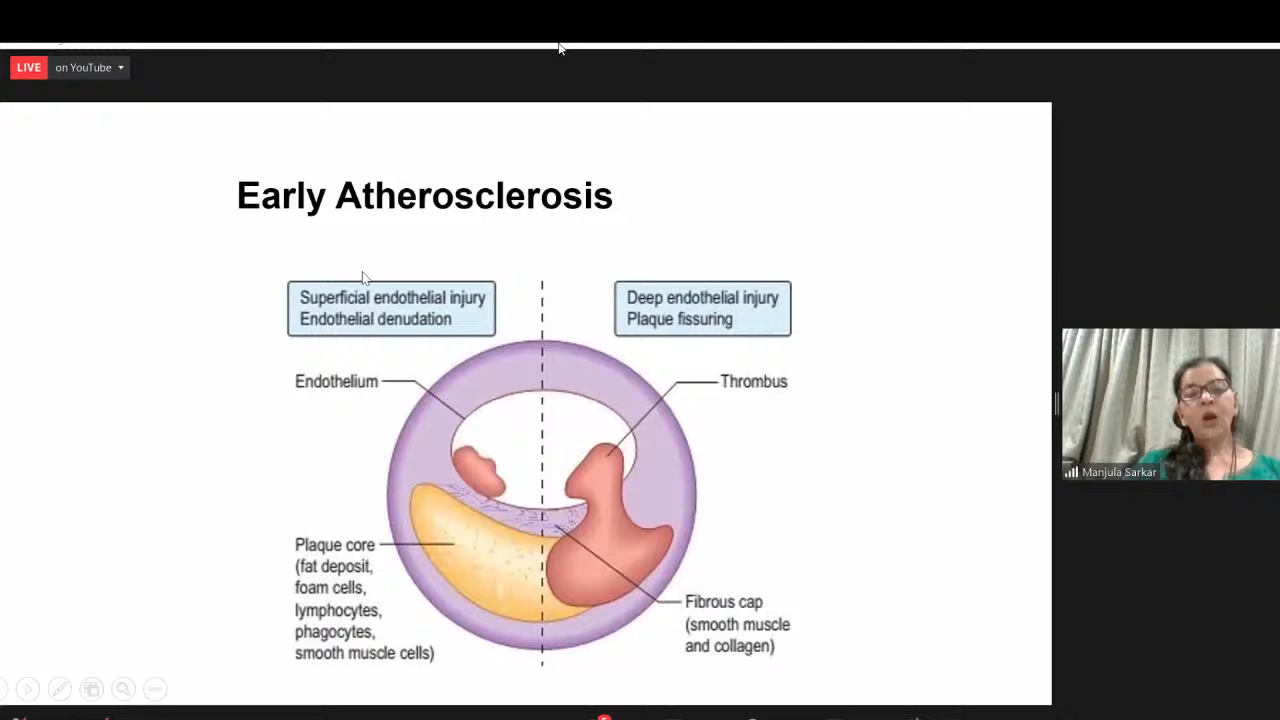 LIVE on YouTube
Early Atherosclerosis
Superficial endothelial injury
Endothelial denudation
Deep endothelial injury
Plaque fissuring
Endothelium
Thrombus
Plaque core
(fat deposit,
foam cells,
lymphocytes,
phagocytes,
smooth muscle cells)
Fibrous cap
(smooth muscle
and collagen)
Manjula Sarkar